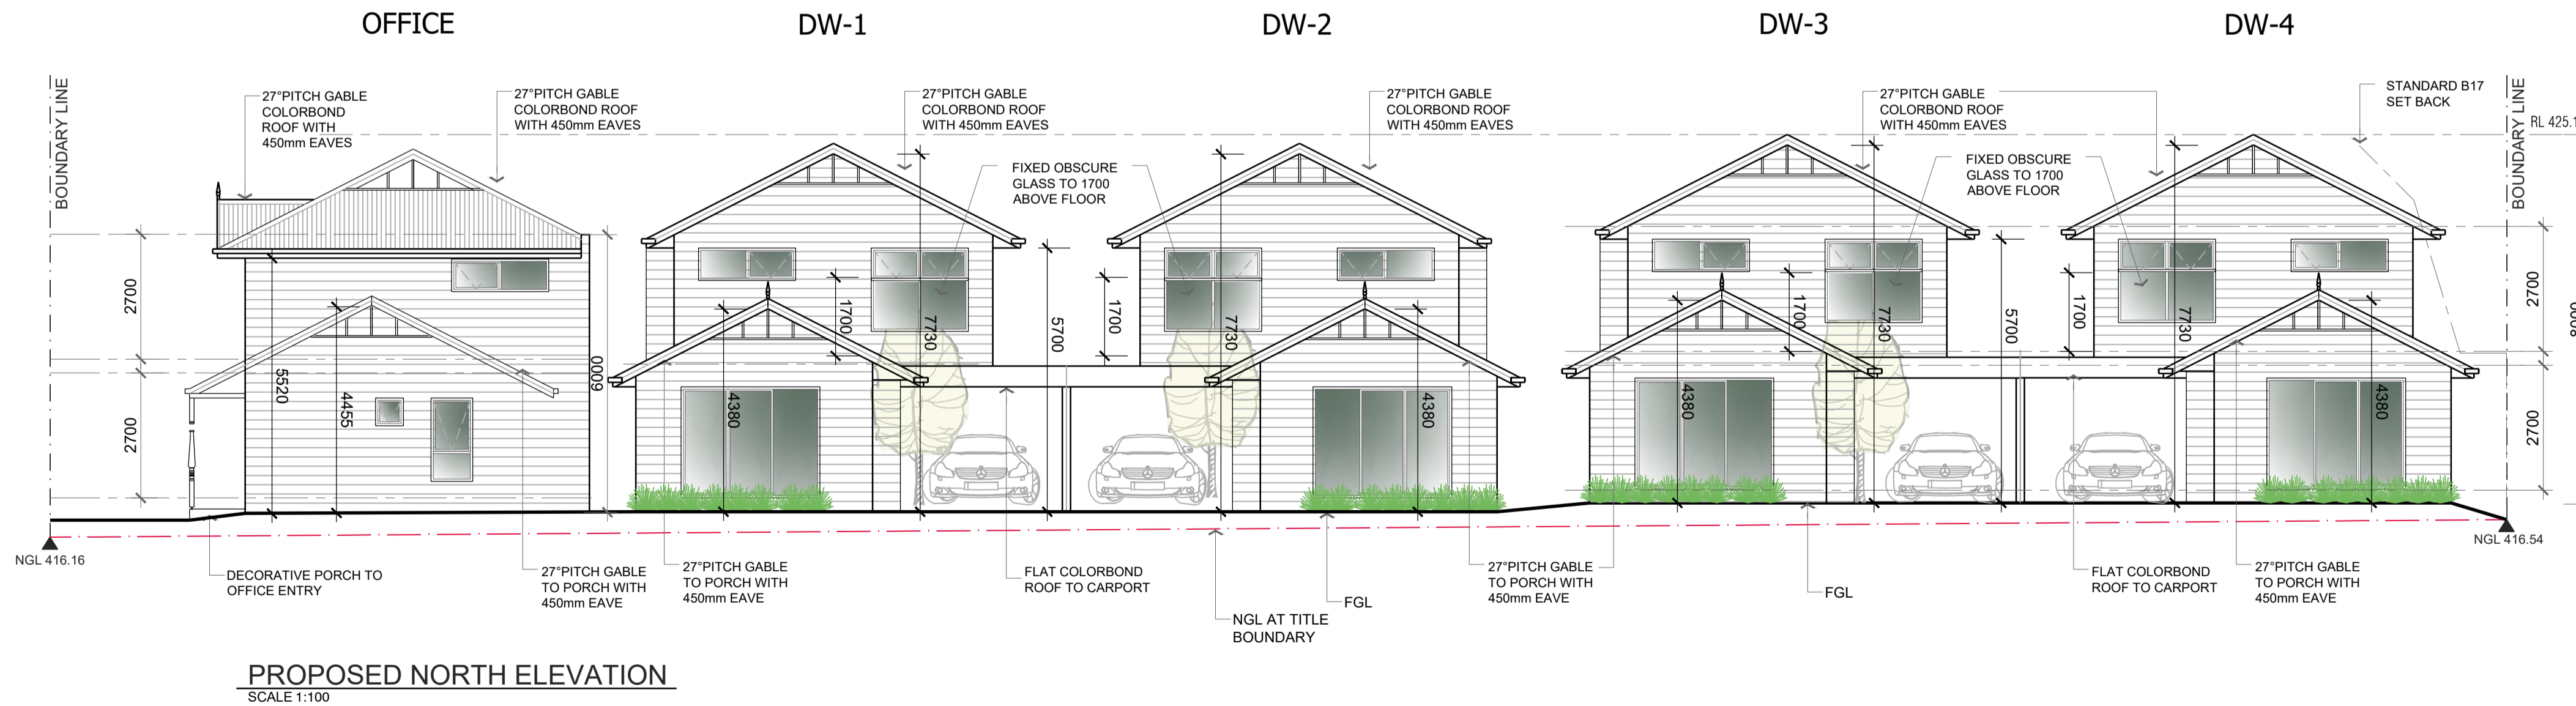 OFFICE
DW-1
DW-2
DW-3
DW-4
BOUNDARY LINE
27°PITCH GABLE
COLORBOND
ROOF WITH
450mm EAVES
27°PITCH GABLE
COLORBOND ROOF
WITH 450mm EAVES
27°PITCH GABLE
COLORBOND ROOF
WITH 450mm EAVES
27°PITCH GABLE
COLORBOND ROOF
WITH 450mm EAVES
27°PITCH GABLE
COLORBOND ROOF
WITH 450mm EAVES
STANDARD B17
SET BACK
BOUNDARY LINE
RL 425.1
FIXED OBSCURE
GLASS TO 1700
ABOVE FLOOR
FIXED OBSCURE
GLASS TO 1700
ABOVE FLOOR
2700
2700
5520
4455
6000
4380
1700
7730
5700
1700
7730
4380
4380
1700
7730
5700
1700
7730
4380
2700
2700
NGL 416.16
NGL 416.54
DECORATIVE PORCH TO
OFFICE ENTRY
27°PITCH GABLE
TO PORCH WITH
450mm EAVE
27°PITCH GABLE
TO PORCH WITH
450mm EAVE
FLAT COLORBOND
ROOF TO CARPORT
NGL AT TITLE
BOUNDARY
FGL
27°PITCH GABLE
TO PORCH WITH
450mm EAVE
FGL
FLAT COLORBOND
ROOF TO CARPORT
27°PITCH GABLE
TO PORCH WITH
450mm EAVE
PROPOSED NORTH ELEVATION
SCALE 1:100